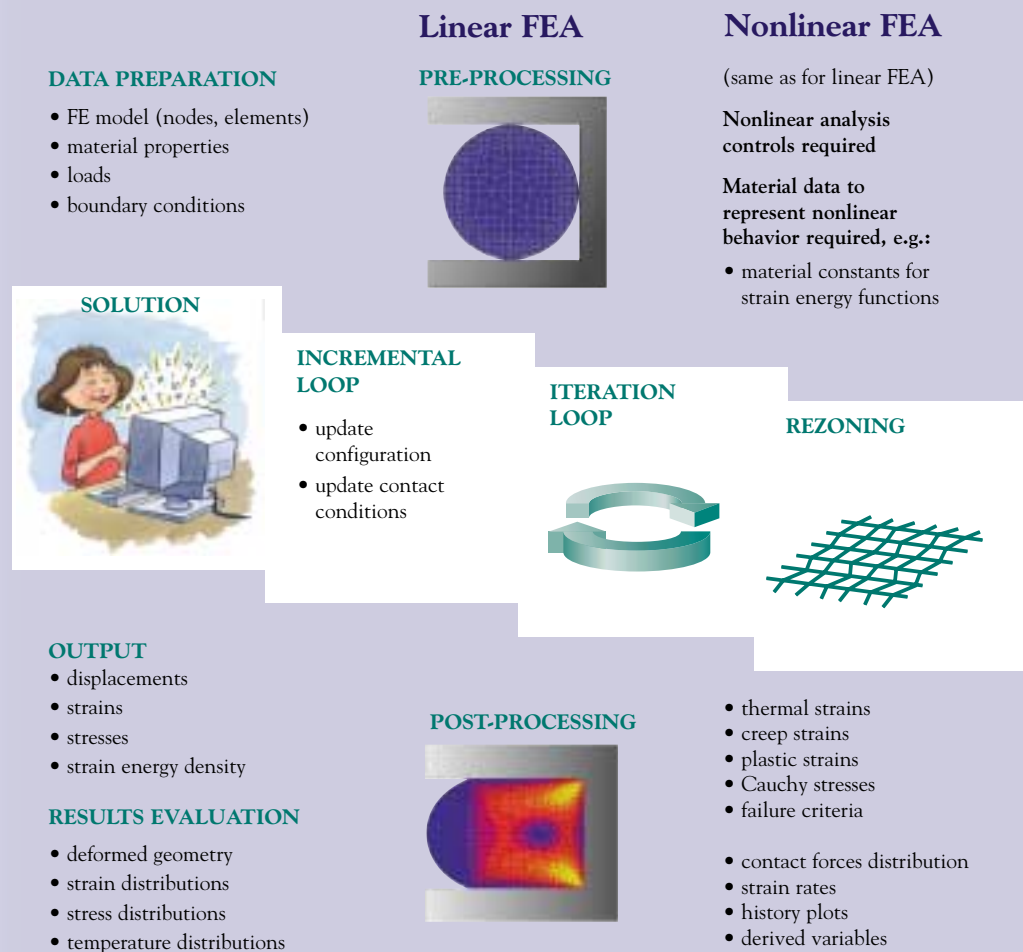 Linear FEA
Nonlinear FEA
DATA PREPARATION
• FE model (nodes, elements)
• material properties
• loads
• boundary conditions
PRE-PROCESSING
(same as for linear FEA)
Nonlinear analysis
controls required
Material data to
represent nonlinear
behavior required, e.g.:
• material constants for
strain energy functions
SOLUTION
INCREMENTAL
LOOP
• update
configuration
• update contact
conditions
ITERATION
LOOP
REZONING
OUTPUT
• displacements
• strains
• stresses
• strain energy density
RESULTS EVALUATION
• deformed geometry
• strain distributions
• stress distributions
• temperature distributions
POST-PROCESSING
• thermal strains
• creep strains
• plastic strains
• Cauchy stresses
• failure criteria
• contact forces distribution
• strain rates
• history plots
• derived variables